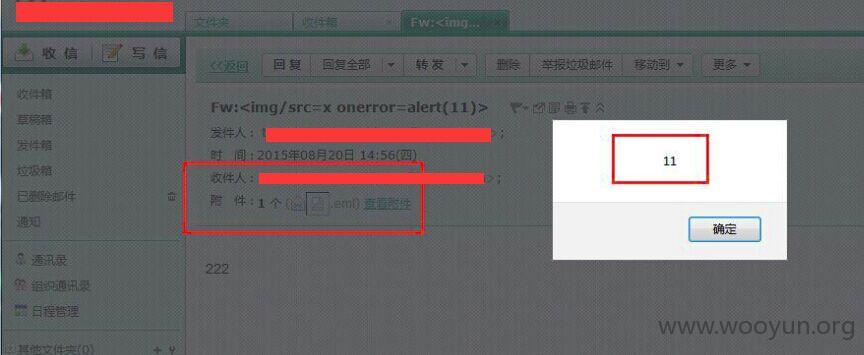 文件夹 收件箱 × Fw:<img... ×
收 信 写 信
<<返回 回 复 回复全部 转 发 删除 举报垃圾邮件 移动到 更多
收件箱
草稿箱
发件箱
垃圾箱
已删除邮件
通知
通讯录
组织通讯录
日程管理
其他文件夹(0)
Fw:<img/src=x onerror=alert(11)>
发件人：
时 间:2015年08月20日 14:56(四)
收件人：
附 件:1 个 ( .eml) 查看附件
222
11
确定
www.wooyun.org